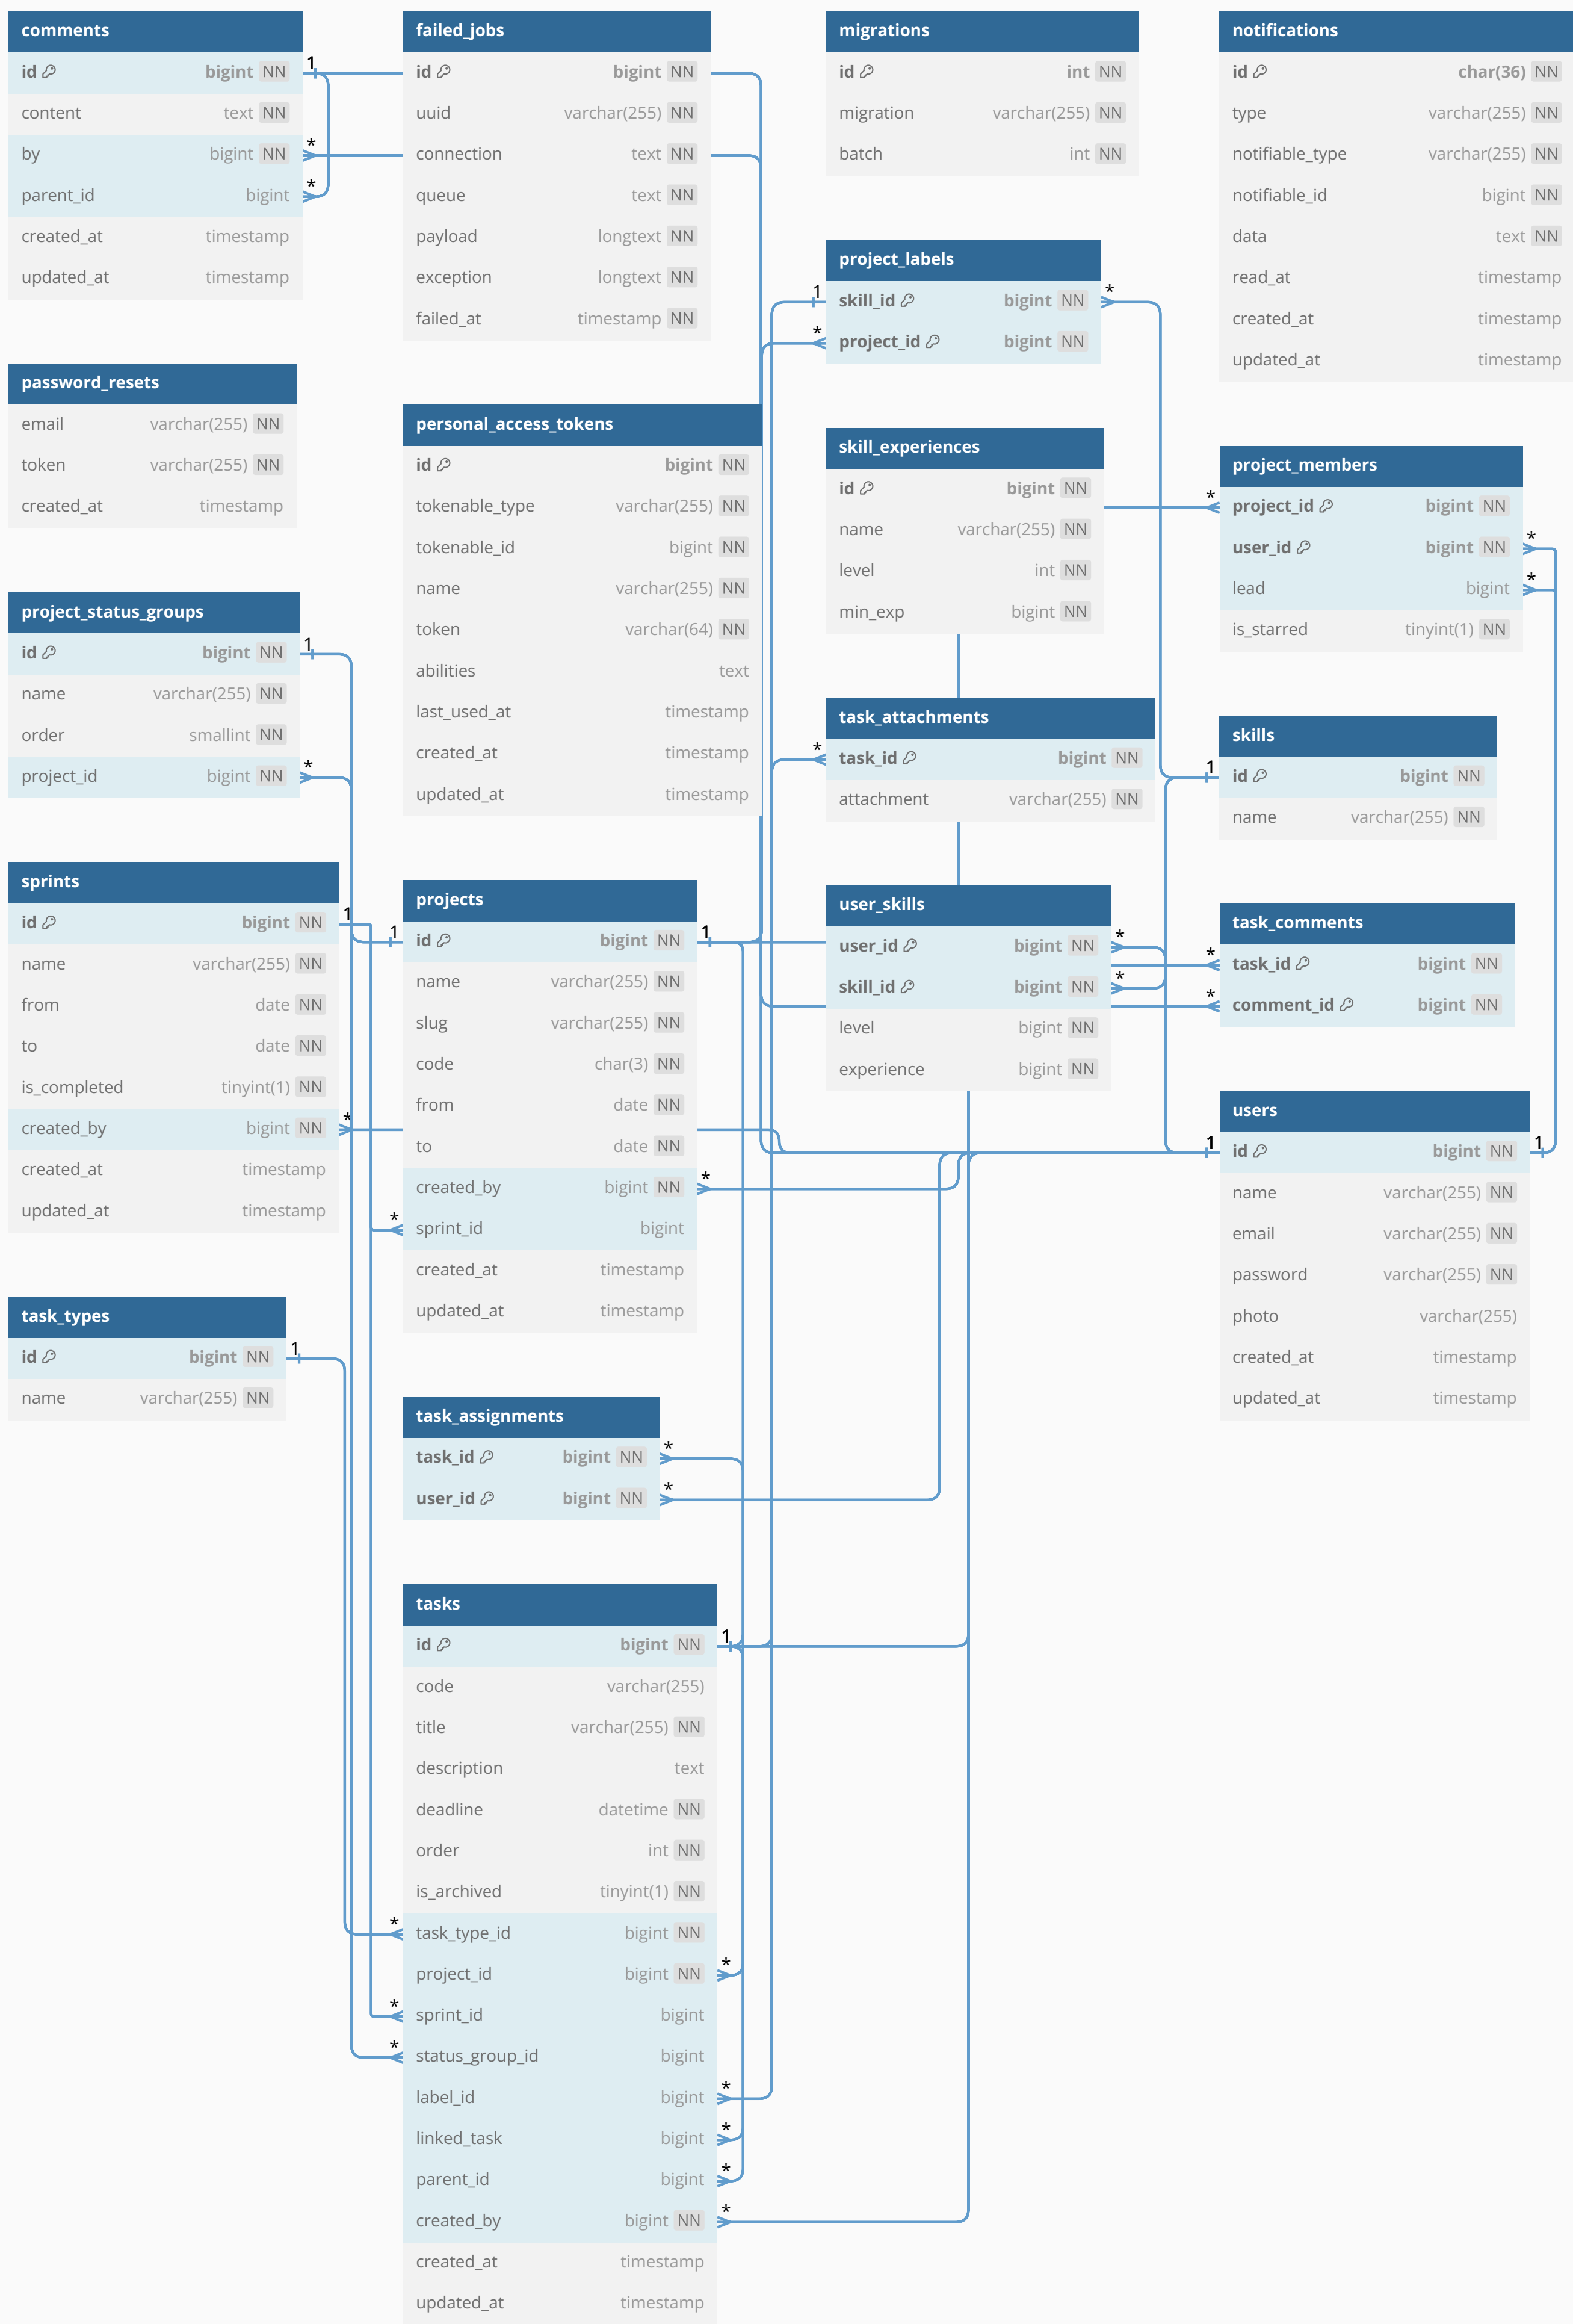 comments
id bigint NN
content text NN
by bigint NN
parent_id bigint
created_at timestamp
updated_at timestamp
1
*
*
failed_jobs
id bigint NN
uuid varchar(255) NN
connection text NN
queue text NN
payload longtext NN
exception longtext NN
failed_at timestamp NN
migrations
id int NN
migration varchar(255) NN
batch int NN
notifications
id char(36) NN
type varchar(255) NN
notifiable_type varchar(255) NN
notifiable_id bigint NN
data text NN
read_at timestamp
created_at timestamp
updated_at timestamp
project_labels
1 skill_id bigint NN *
* project_id bigint NN
password_resets
email varchar(255) NN
token varchar(255) NN
created_at timestamp
personal_access_tokens
id bigint NN
tokenable_type varchar(255) NN
tokenable_id bigint NN
name varchar(255) NN
token varchar(64) NN
abilities text
last_used_at timestamp
created_at timestamp
updated_at timestamp
skill_experiences
id bigint NN
name varchar(255) NN
level int NN
min_exp bigint NN
project_members
* project_id bigint NN
user_id bigint NN *
lead bigint *
is_starred tinyint(1) NN
project_status_groups
id bigint NN 1
name varchar(255) NN
order smallint NN
project_id bigint NN *
task_attachments
* task_id bigint NN
attachment varchar(255) NN
skills
1 id bigint NN
name varchar(255) NN
sprints
id bigint NN 1
name varchar(255) NN
from date NN
to date NN
is_completed tinyint(1) NN
created_by bigint NN *
created_at timestamp
updated_at timestamp
projects
1 id bigint NN 1
name varchar(255) NN
slug varchar(255) NN
code char(3) NN
from date NN
to date NN
created_by bigint NN *
* sprint_id bigint
created_at timestamp
updated_at timestamp
user_skills
user_id bigint NN *
skill_id bigint NN *
level bigint NN
experience bigint NN
task_comments
* task_id bigint NN
* comment_id bigint NN
users
1 id bigint NN 1
name varchar(255) NN
email varchar(255) NN
password varchar(255) NN
photo varchar(255)
created_at timestamp
updated_at timestamp
task_types
id bigint NN 1
name varchar(255) NN
task_assignments
task_id bigint NN *
user_id bigint NN *
tasks
id bigint NN 1
code varchar(255)
title varchar(255) NN
description text
deadline datetime NN
order int NN
is_archived tinyint(1) NN
* task_type_id bigint NN
project_id bigint NN *
* sprint_id bigint
* status_group_id bigint
label_id bigint *
linked_task bigint *
parent_id bigint *
created_by bigint NN *
created_at timestamp
updated_at timestamp